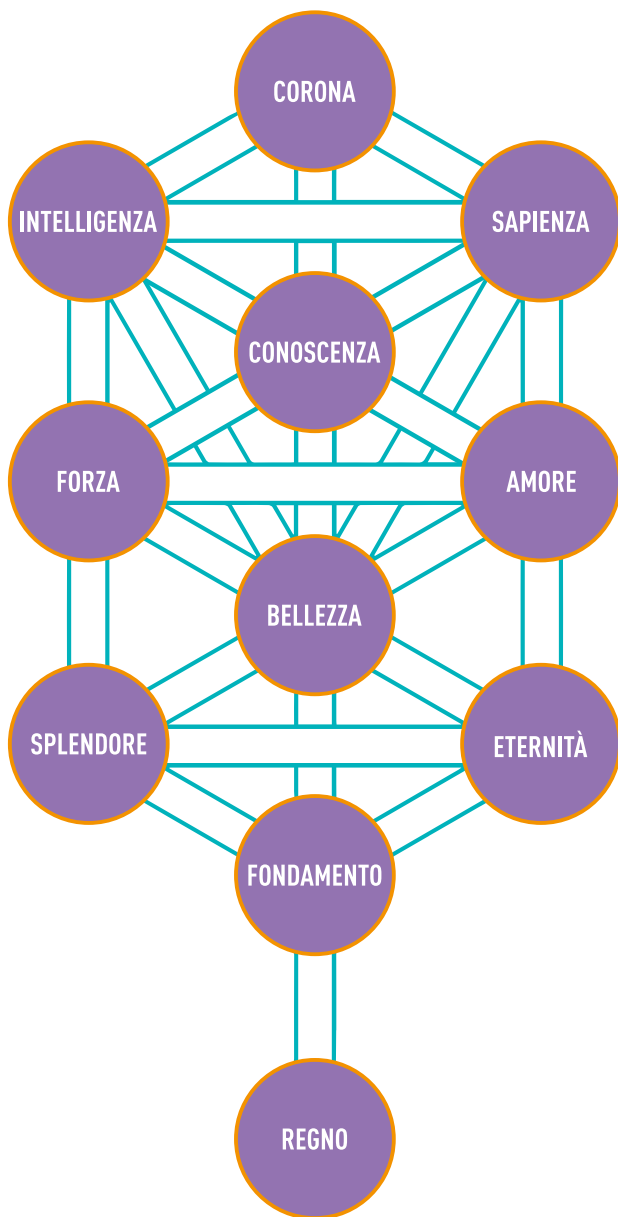 CORONA
INTELLIGENZA
SAPIENZA
CONOSCENZA
FORZA
AMORE
BELLEZZA
SPLENDORE
ETERNITÀ
FONDAMENTO
REGNO